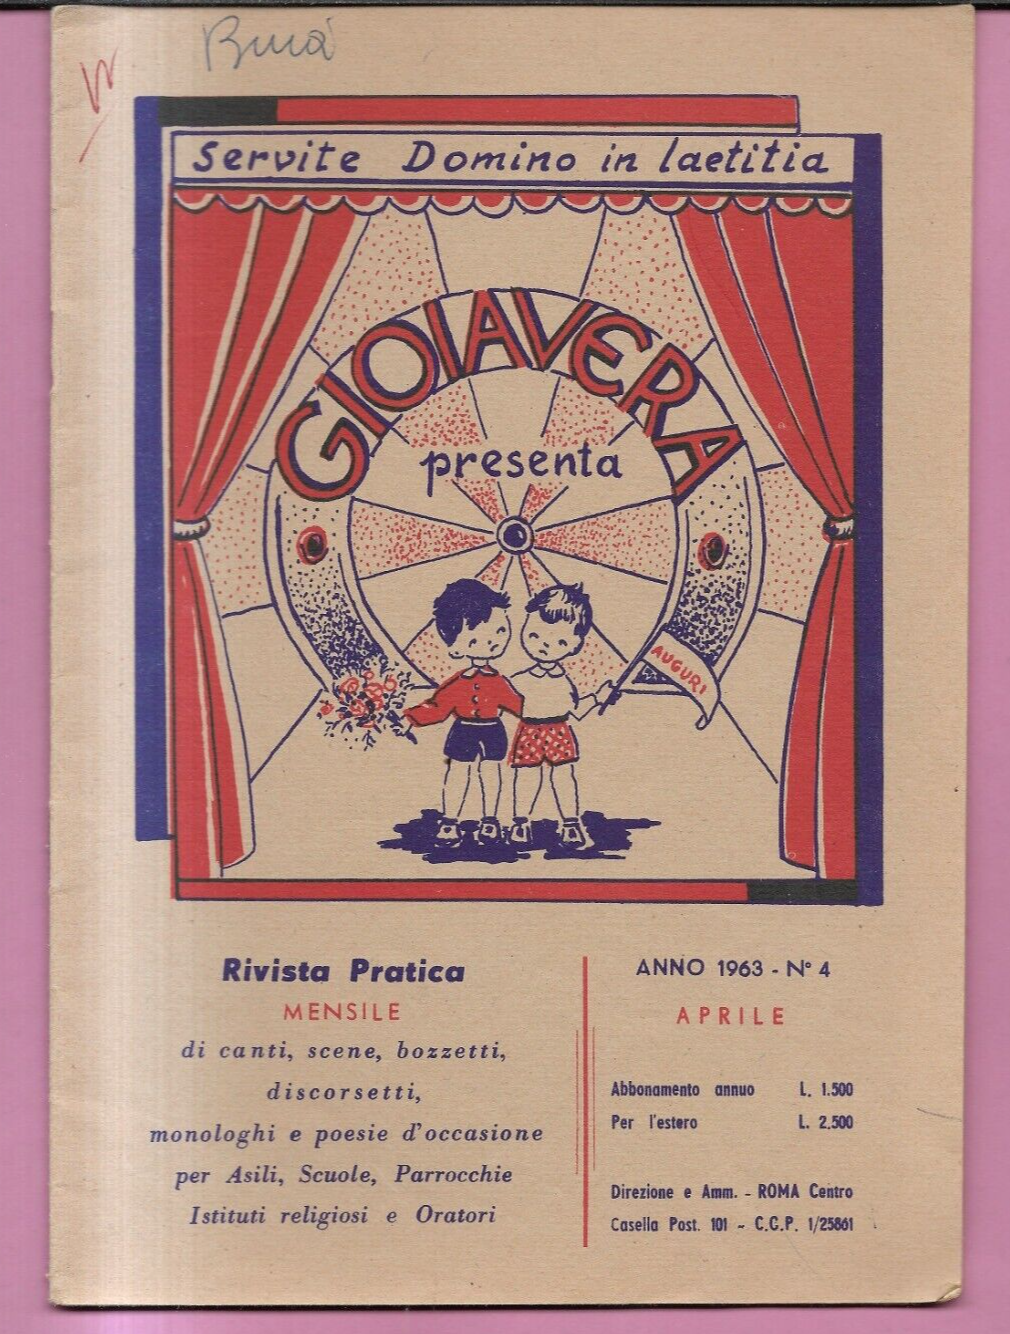 Servite Domino in laetitia
GIOIAVERA
presenta
AUGURI
Rivista Pratica
MENSILE
di canti, scene, bozzetti,
discorsetti,
monologhi e poesie d'occasione
per Asili, Scuole, Parrocchie
Istituti religiosi e Oratori
ANNO 1963 - N° 4
APRILE
Abbonamento annuo L. 1.500
Per l'estero L. 2.500
Direzione e Amm. - ROMA Centro
Casella Post. 101 - C.C.P. 1/25861